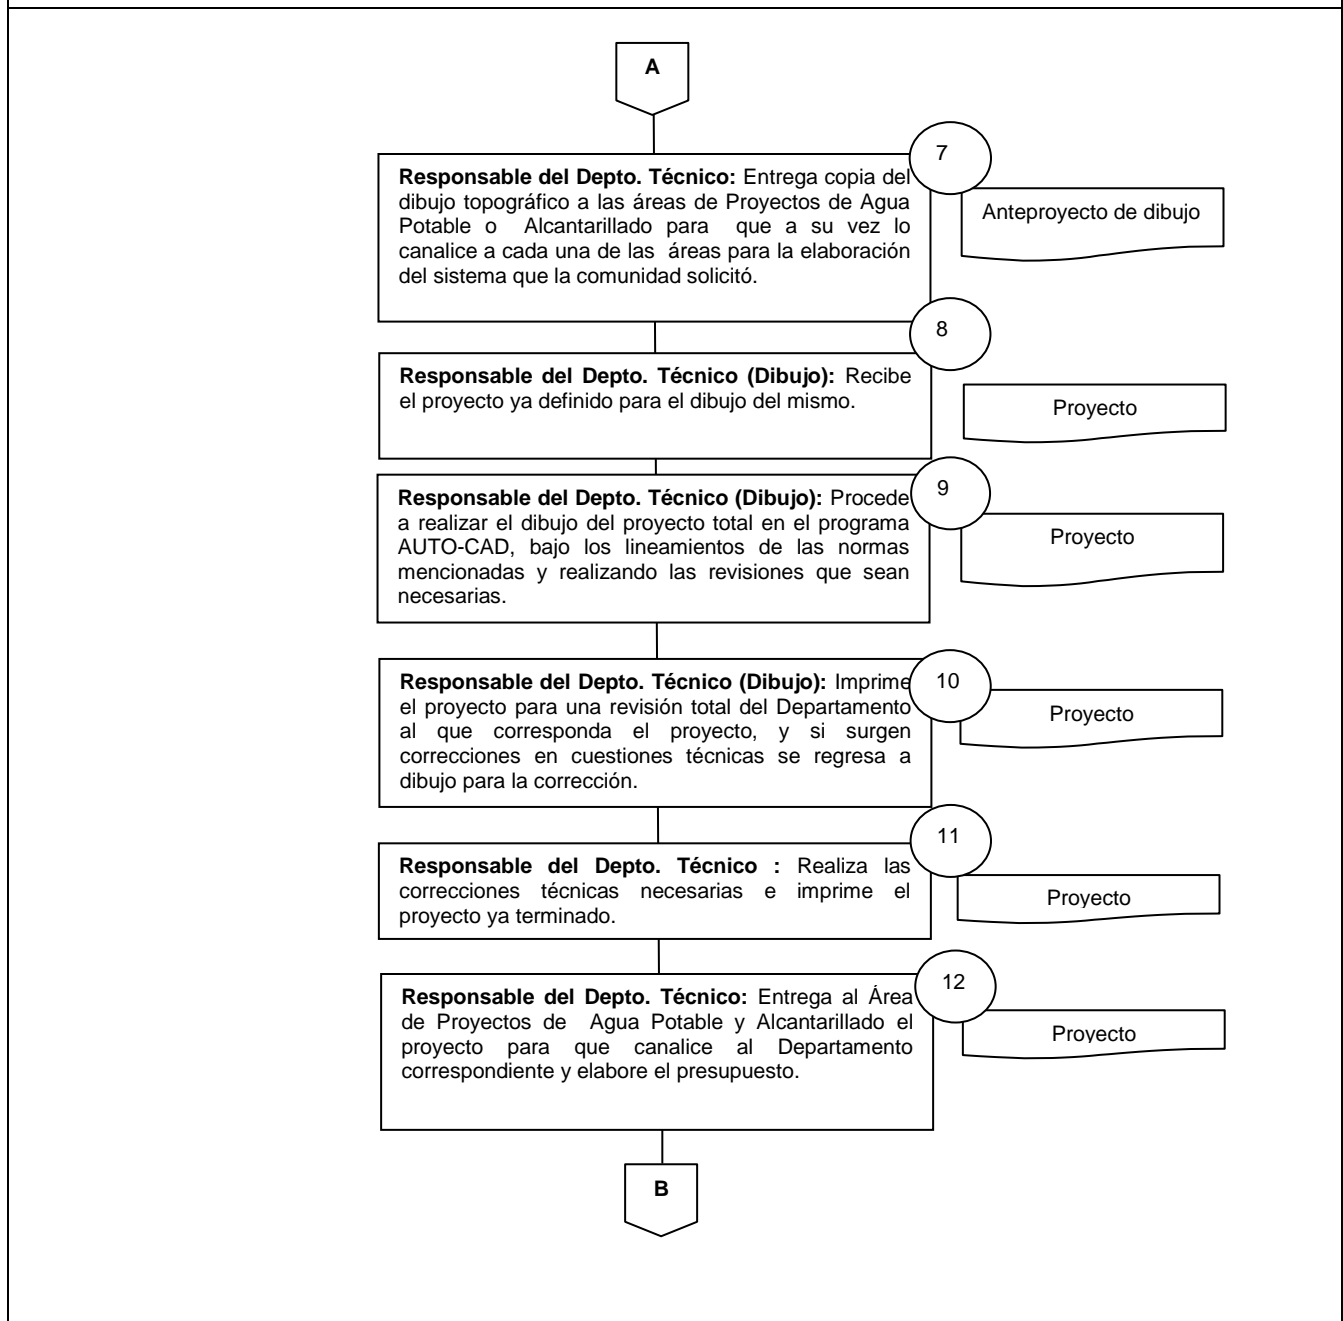 A
7
Responsable del Depto. Técnico: Entrega copia del
dibujo topográfico a las áreas de Proyectos de Agua
Potable o Alcantarillado para que a su vez lo
canalice a cada una de las áreas para la elaboración
del sistema que la comunidad solicitó.
Anteproyecto de dibujo
8
Responsable del Depto. Técnico (Dibujo): Recibe
el proyecto ya definido para el dibujo del mismo.
Proyecto
9
Responsable del Depto. Técnico (Dibujo): Procede
a realizar el dibujo del proyecto total en el programa
AUTO-CAD, bajo los lineamientos de las normas
mencionadas y realizando las revisiones que sean
necesarias.
Proyecto
10
Responsable del Depto. Técnico (Dibujo): Imprime
el proyecto para una revisión total del Departamento
al que corresponda el proyecto, y si surgen
correcciones en cuestiones técnicas se regresa a
dibujo para la corrección.
Proyecto
11
Responsable del Depto. Técnico : Realiza las
correcciones técnicas necesarias e imprime el
proyecto ya terminado.
Proyecto
12
Responsable del Depto. Técnico: Entrega al Área
de Proyectos de Agua Potable y Alcantarillado el
proyecto para que canalice al Departamento
correspondiente y elabore el presupuesto.
Proyecto
B